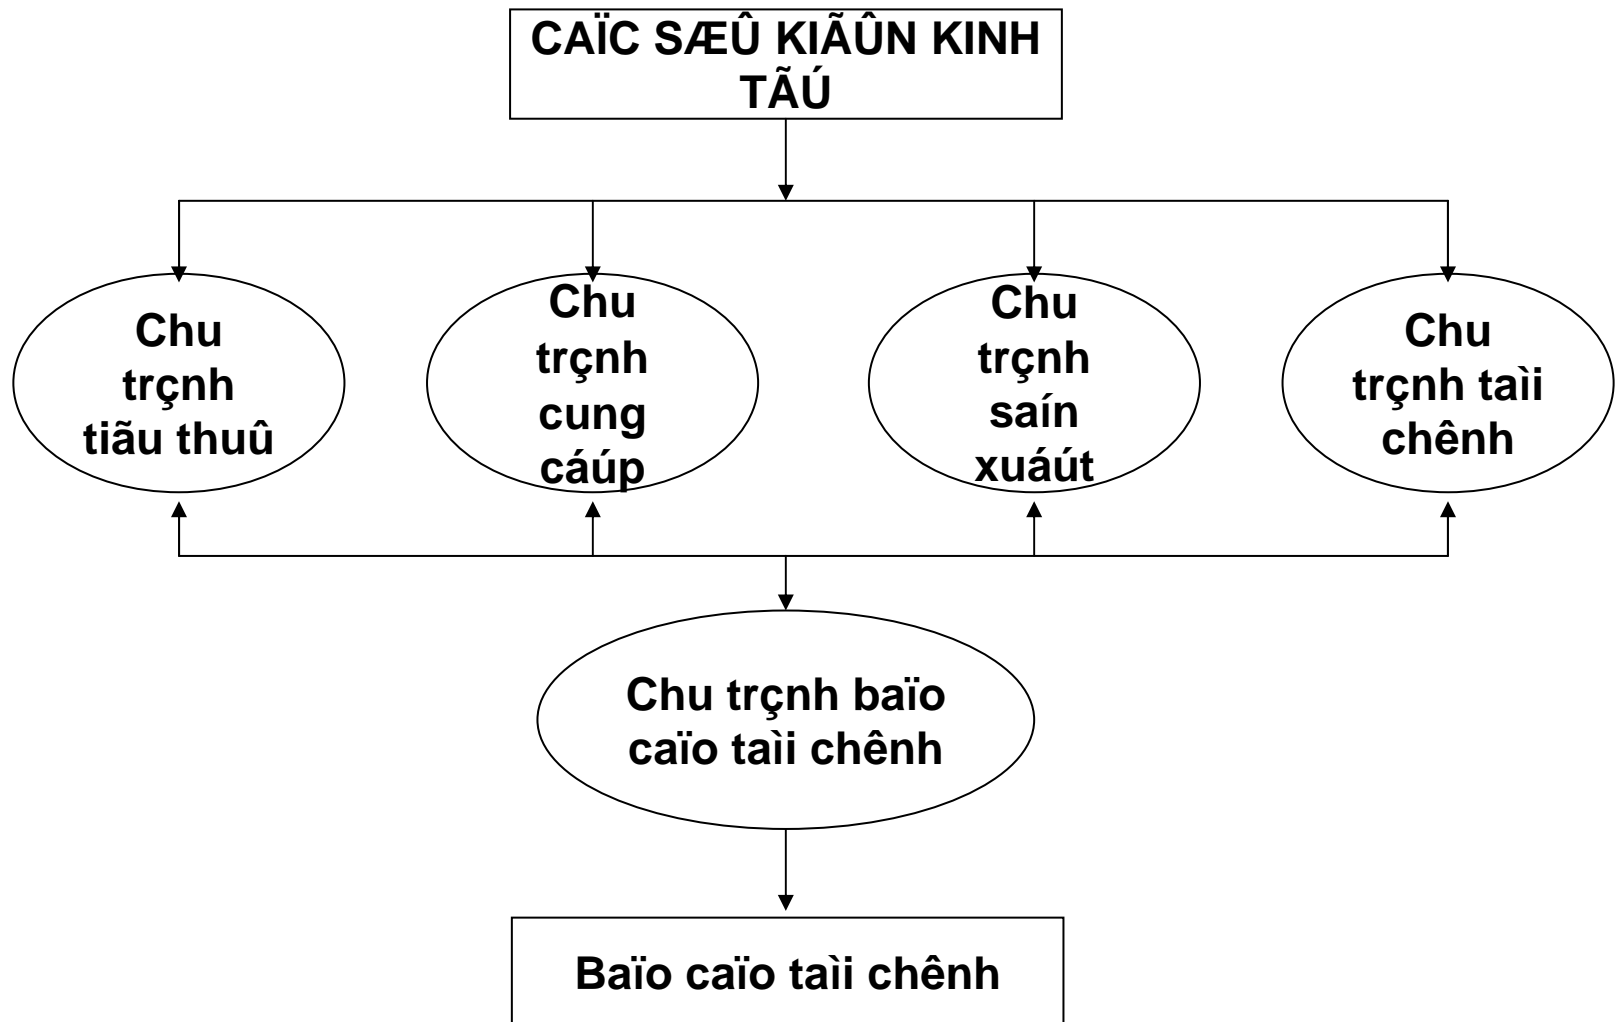 CAÏC SÆÛ KIÃÛN KINH
TÃÚ
Chu
trçnh
tiãu thuû
Chu
trçnh
cung
cáúp
Chu
trçnh
saín
xuáút
Chu
trçnh taìi
chênh
Chu trçnh baïo
caïo taìi chênh
Baïo caïo taìi chênh